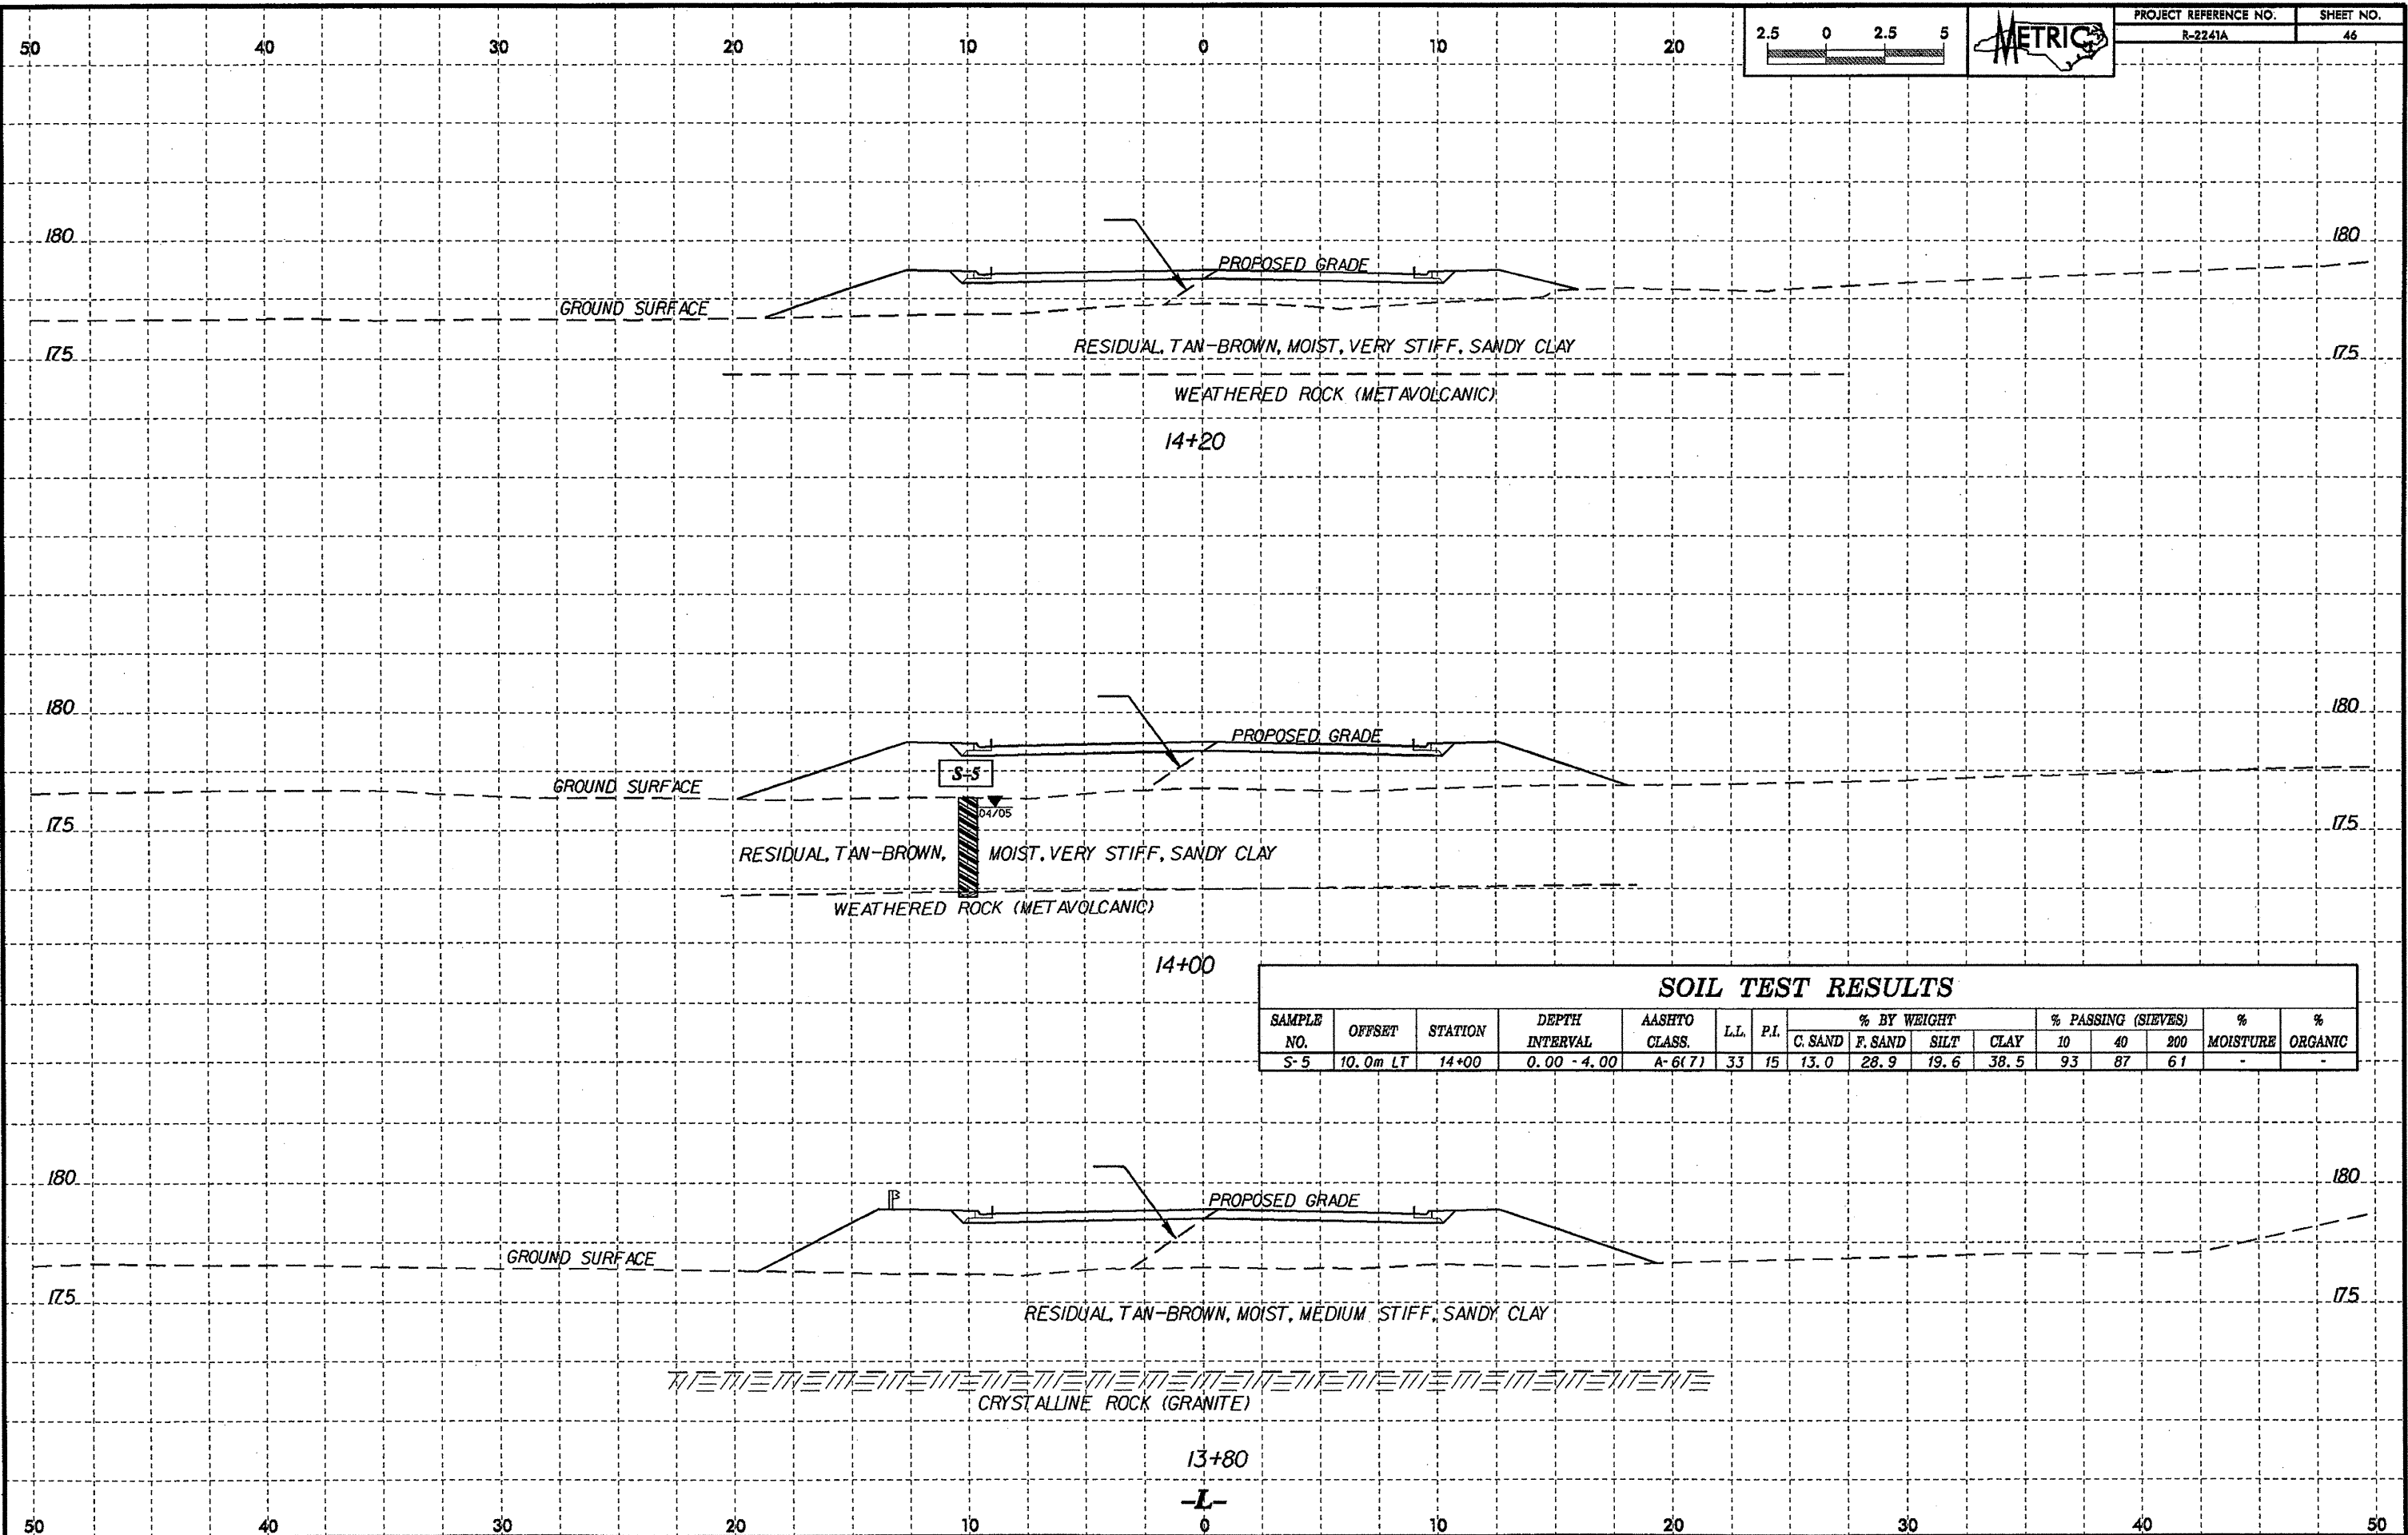 PROJECT REFERENCE NO. SHEET NO.
R-2241A 46
METRIC
2.5 0 2.5 5
50 40 30 20 10 0 10 20
180 180
PROPOSED GRADE
GROUND SURFACE
RESIDUAL, TAN-BROWN, MOIST, VERY STIFF, SANDY CLAY
175 175
WEATHERED ROCK (METAVOLCANIC)
14+20
180 180
PROPOSED GRADE
S-5
GROUND SURFACE
04/05
175 175
RESIDUAL, TAN-BROWN, MOIST, VERY STIFF, SANDY CLAY
WEATHERED ROCK (METAVOLCANIC)
14+00
SOIL TEST RESULTS
SAMPLE NO. OFFSET STATION DEPTH INTERVAL AASHTO CLASS. L.L. P.I. % BY WEIGHT % PASSING (SIEVES) % MOISTURE % ORGANIC
C. SAND F. SAND SILT CLAY 10 40 200
S-5 10.0m LT 14+00 0.00 - 4.00 A-6(7) 33 15 13.0 28.9 19.6 38.5 93 87 61 - -
180 180
PROPOSED GRADE
GROUND SURFACE
175 175
RESIDUAL, TAN-BROWN, MOIST, MEDIUM STIFF, SANDY CLAY
CRYSTALLINE ROCK (GRANITE)
13+80
-L-
50 40 30 20 10 0 10 20 30 40 50